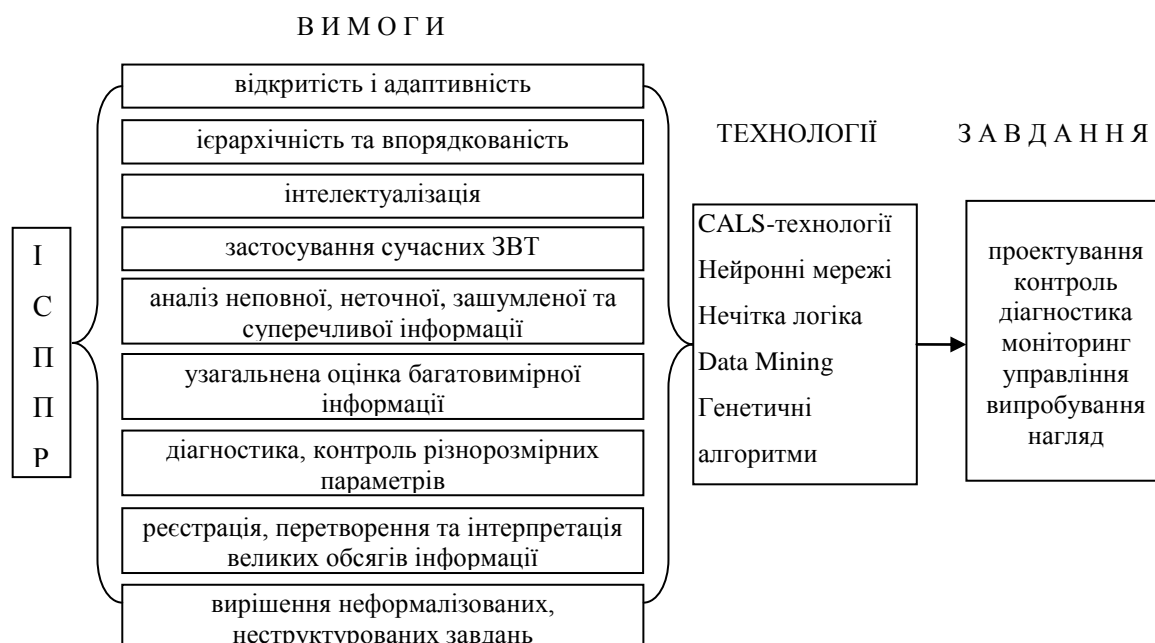 В И М О Г И
відкритість і адаптивність
ієрархічність та впорядкованість
інтелектуалізація
застосування сучасних ЗВТ
аналіз неповної, неточної, зашумленої та
суперечливої інформації
узагальнена оцінка багатовимірної
інформації
діагностика, контроль різнорозмірних
параметрів
реєстрація, перетворення та інтерпретація
великих обсягів інформації
вирішення неформалізованих,
неструктурованих завдань
І
С
П
П
Р
ТЕХНОЛОГІЇ
CALS-технології
Нейронні мережі
Нечітка логіка
Data Mining
Генетичні
алгоритми
З А В Д А Н Н Я
проектування
контроль
діагностика
моніторинг
управління
випробування
нагляд